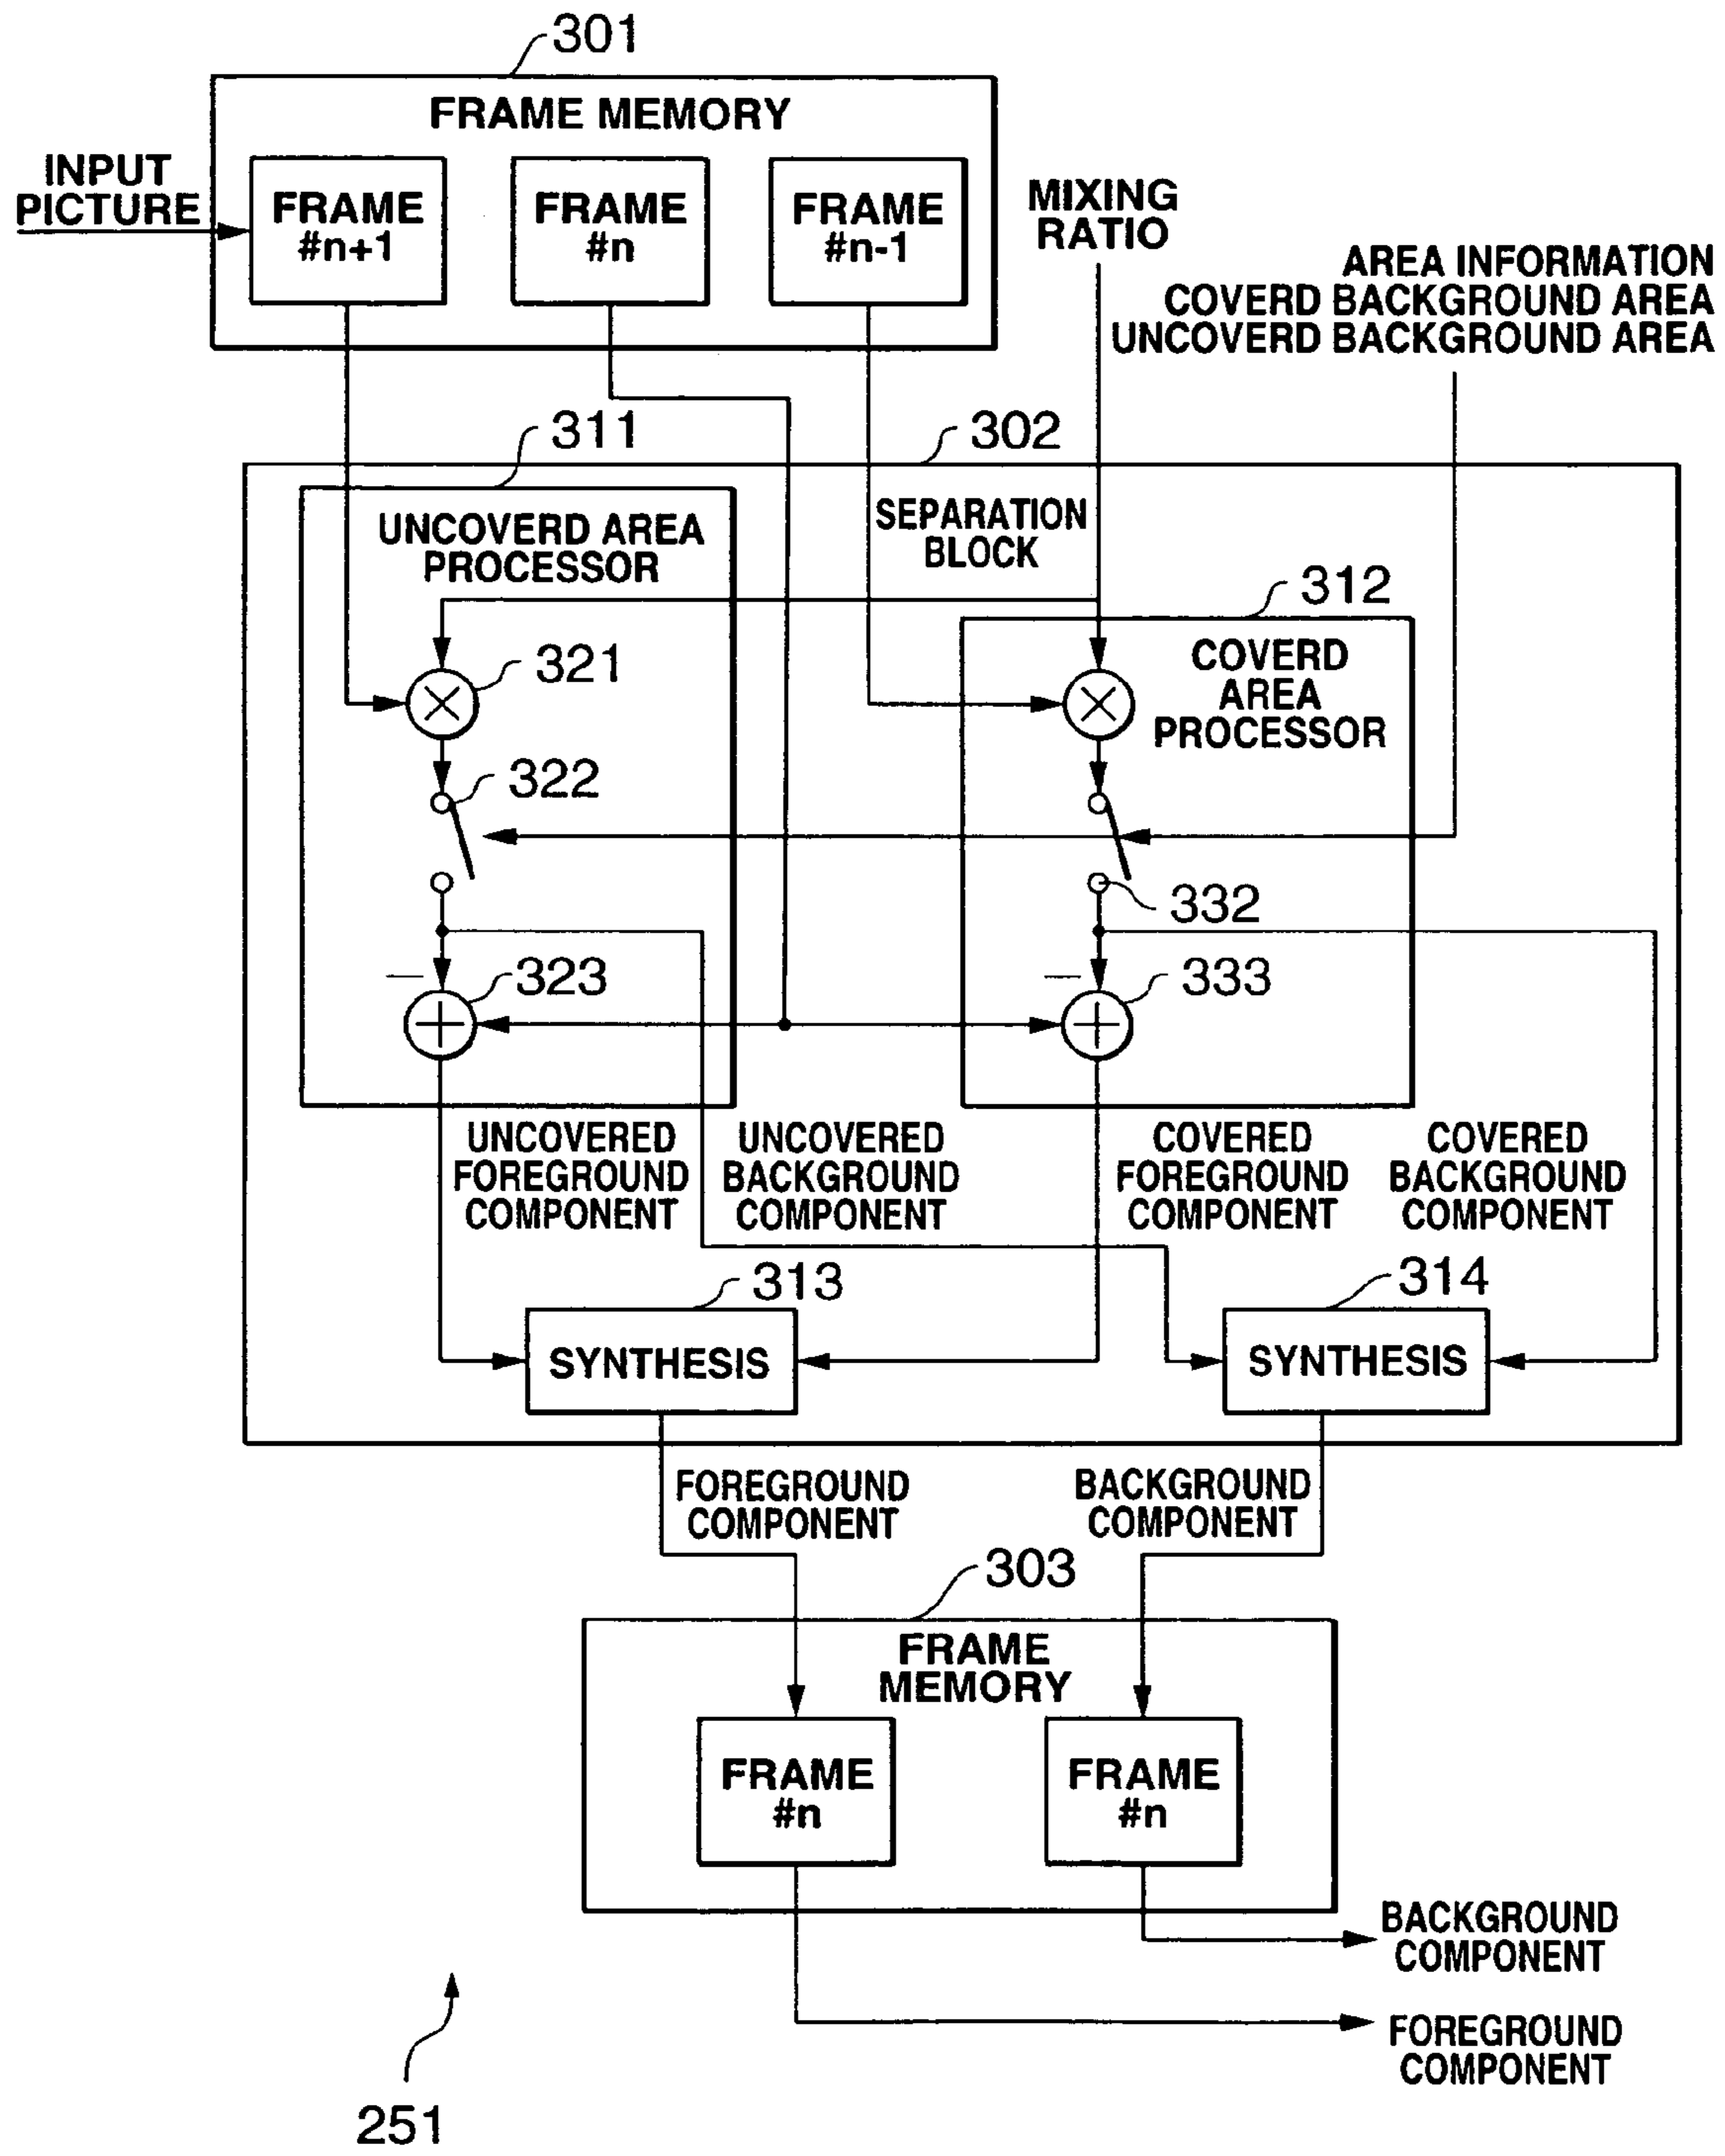 301
FRAME MEMORY
INPUT
PICTURE
FRAME
#n+1
FRAME
#n
FRAME
#n-1
MIXING
RATIO
AREA INFORMATION
COVERD BACKGROUND AREA
UNCOVERD BACKGROUND AREA
311
302
UNCOVERD AREA
PROCESSOR
SEPARATION
BLOCK
312
321
COVERD
AREA
PROCESSOR
322
332
323
333
UNCOVERED
FOREGROUND
COMPONENT
UNCOVERED
BACKGROUND
COMPONENT
COVERED
FOREGROUND
COMPONENT
COVERED
BACKGROUND
COMPONENT
313
314
SYNTHESIS
SYNTHESIS
FOREGROUND
COMPONENT
BACKGROUND
COMPONENT
303
FRAME
MEMORY
FRAME
#n
FRAME
#n
BACKGROUND
COMPONENT
FOREGROUND
COMPONENT
251